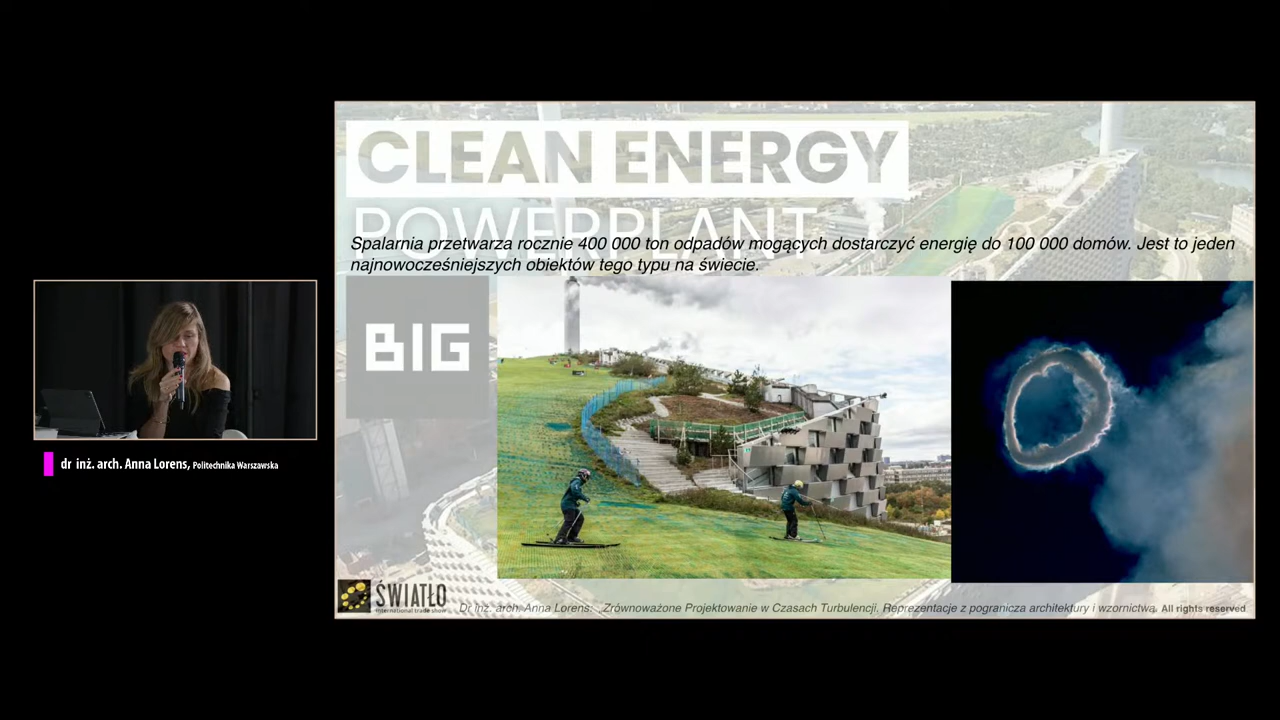 CLEAN ENERGY
POWERPLANT
Spalarnia przetwarza rocznie 400 000 ton odpadów mogących dostarczyć energię do 100 000 domów. Jest to jeden
najnowocześniejszych obiektów tego typu na świecie.
BIG
dr inż. arch. Anna Lorens, Politechnika Warszawska
ŚWIATŁO
international trade show
Dr inż. arch. Anna Lorens. „Zrównoważone Projektowanie w Czasach Turbulencji. Reprezentacje z pogranicza architektury i wzornictwa. All rights reserved